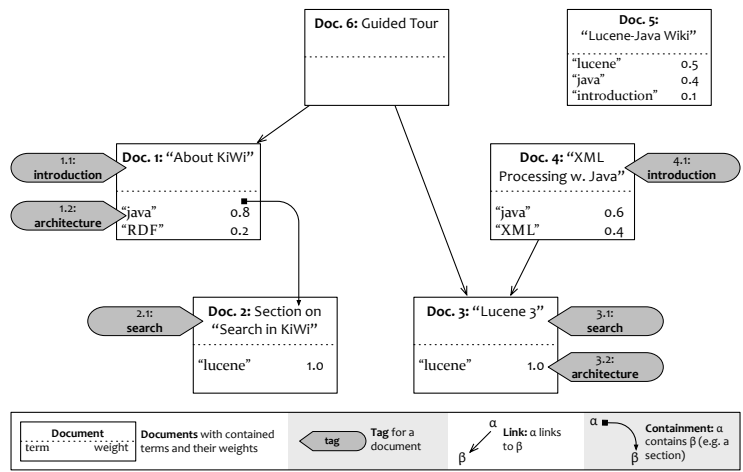 Doc. 6: Guided Tour
Doc. 5:
“Lucene-Java Wiki”
“lucene” 0.5
“java” 0.4
“introduction” 0.1
1.1:
introduction
Doc. 1: “About KiWi”
1.2:
architecture
“java” 0.8
“RDF” 0.2
Doc. 4: “XML
Processing w. Java”
“java” 0.6
“XML” 0.4
4.1:
introduction
2.1:
search
Doc. 2: Section on
“Search in KiWi”
“lucene” 1.0
Doc. 3: “Lucene 3”
“lucene” 1.0
3.1:
search
3.2:
architecture
Document
term weight
Documents with contained
terms and their weights
tag
Tag for a
document
α
β
Link: α links
to β
α
β
Containment: α
contains β (e.g. a
section)